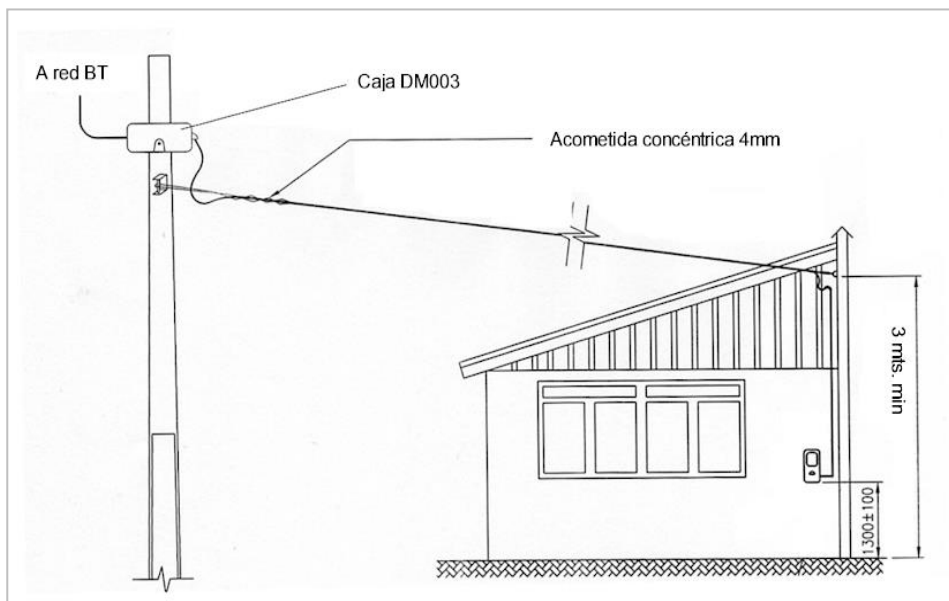 A red BT
Caja DM003
Acometida concéntrica 4mm
3 mts. min
1300±100